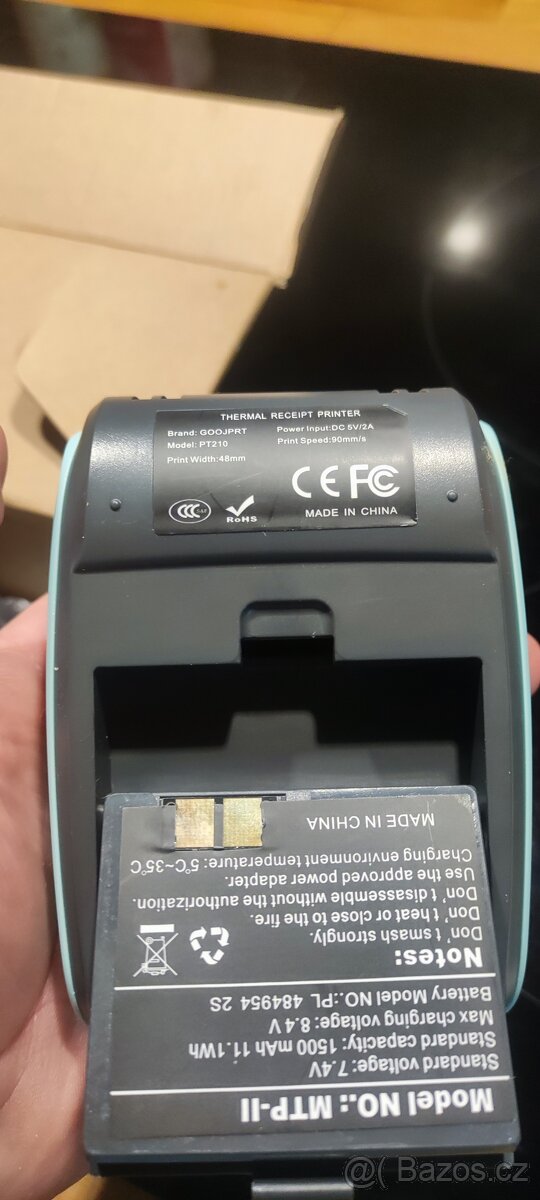 THERMAL RECEIPT PRINTER
Brand: GOOJPRT Power Input:DC 5V/2A
Model: PT210 Print Speed:90mm/s
Print Width:48mm
CE FC
CCC S&E RoHS MADE IN CHINA
Model NO.: MTP-II
Standard voltage: 7.4V
Standard capacity: 1500 mAh 11.1Wh
Max charging voltage: 8.4 V
Battery Model NO.:PL 484954 2S
Notes:
Don't smash strongly.
Don't heat or close to the fire.
Don't disassemble without the authorization.
Use the approved power adapter.
Charging environment temperature: 5°C~35°C
MADE IN CHINA
@( Bazos.cz